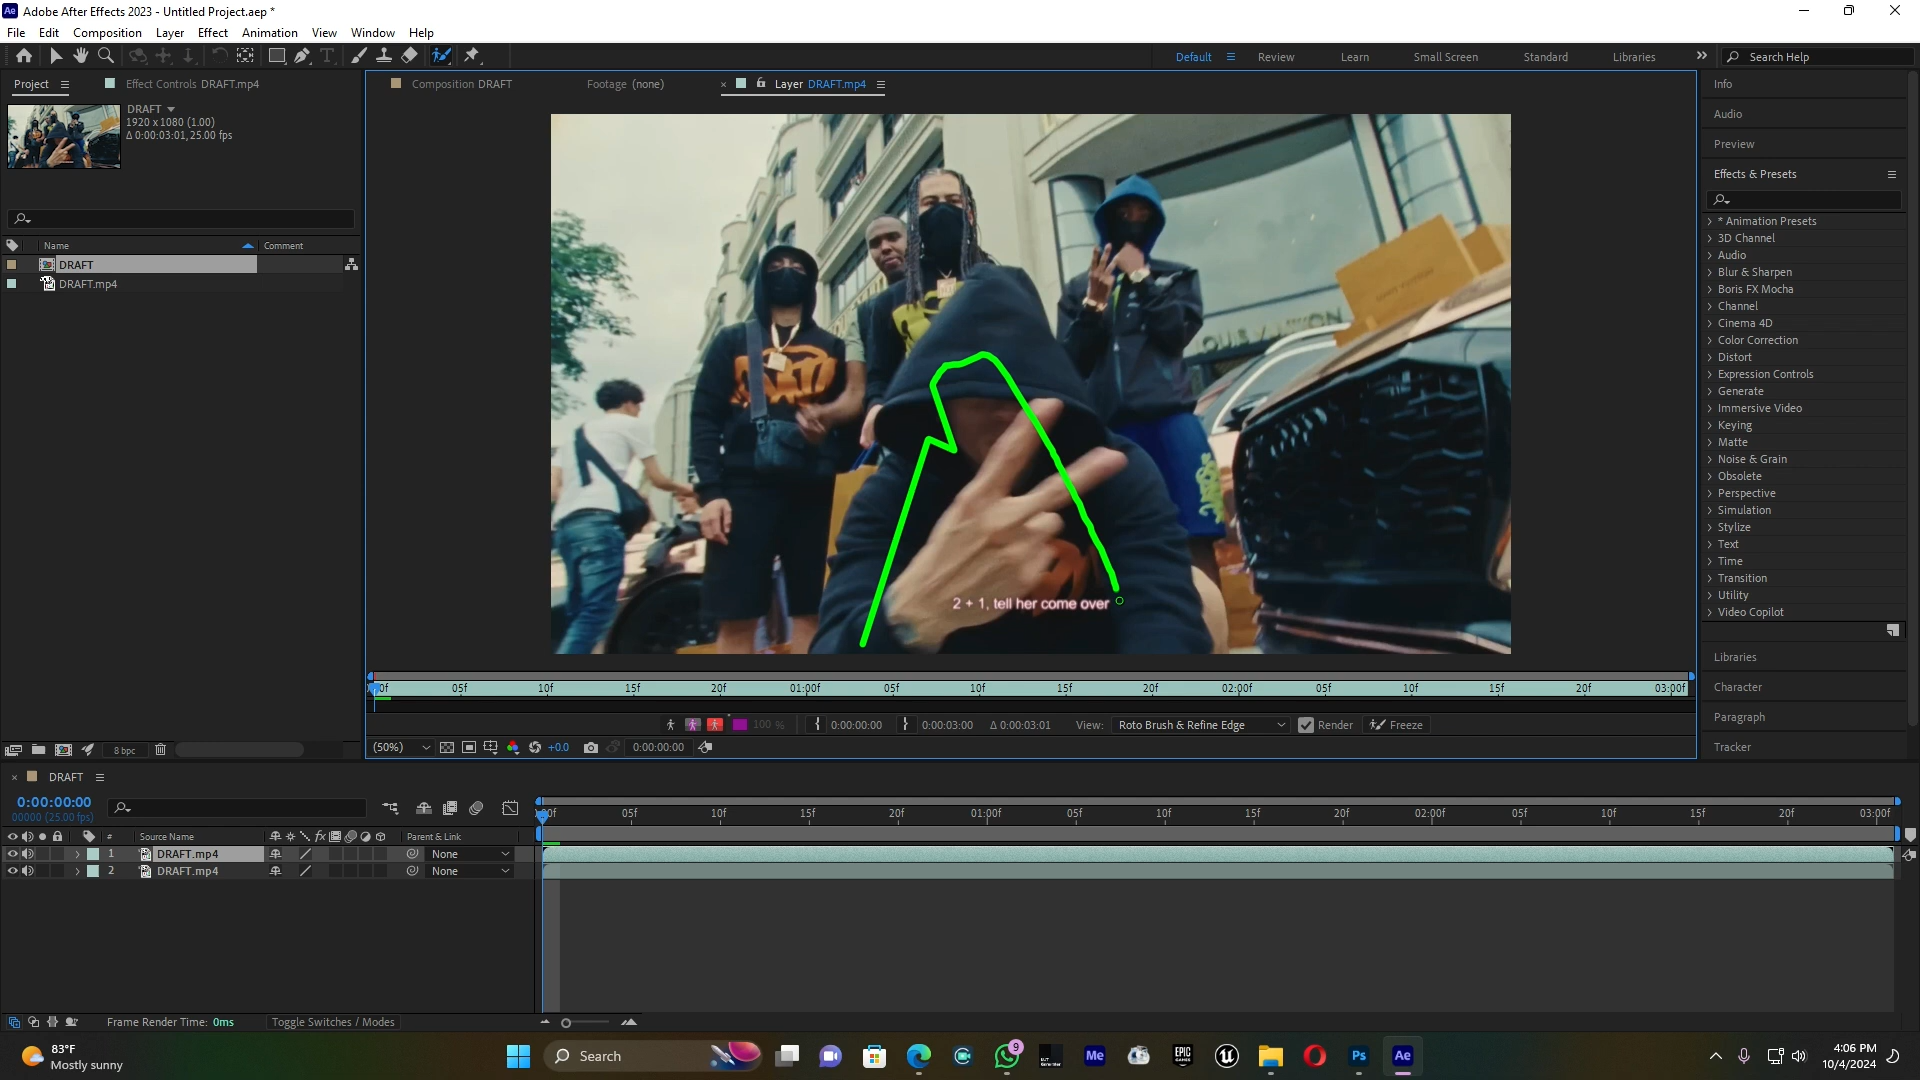 Adobe After Effects 2023 - Untitled Project.aep *
File Edit Composition Layer Effect Animation View Window Help
Default Review Learn Small Screen Standard Libraries Search Help
Project Effect Controls DRAFT.mp4
Composition DRAFT Footage (none) Layer DRAFT.mp4
DRAFT
1920 x 1080 (1.00)
Δ 0:00:03:01, 25.00 fps
Name Comment
DRAFT
DRAFT.mp4
2 + 1, tell her come over
Info
Audio
Preview
Effects & Presets
* Animation Presets
3D Channel
Audio
Blur & Sharpen
Boris FX Mocha
Channel
Cinema 4D
Color Correction
Distort
Expression Controls
Generate
Immersive Video
Keying
Matte
Noise & Grain
Obsolete
Perspective
Simulation
Stylize
Text
Time
Transition
Utility
Video Copilot
Libraries
Character
Paragraph
Tracker
05f 10f 15f 20f 01:00f 05f 10f 15f 20f 02:00f 05f 10f 15f 20f 03:00f
100 % 0:00:00:00 0:00:03:00 Δ 0:00:03:01 View: Roto Brush & Refine Edge Render Freeze
8 bpc (50%) +0.0 0:00:00:00
DRAFT
0:00:00:00
00000 (25.00 fps)
05f 10f 15f 20f 01:00f 05f 10f 15f 20f 02:00f 05f 10f 15f 20f 03:00f
# Source Name fx Parent & Link
1 DRAFT.mp4 None
2 DRAFT.mp4 None
Frame Render Time: 0ms Toggle Switches / Modes
83°F
Mostly sunny
Search
9
Me
EPIC GAMES
Ps
Ae
4:06 PM
10/4/2024